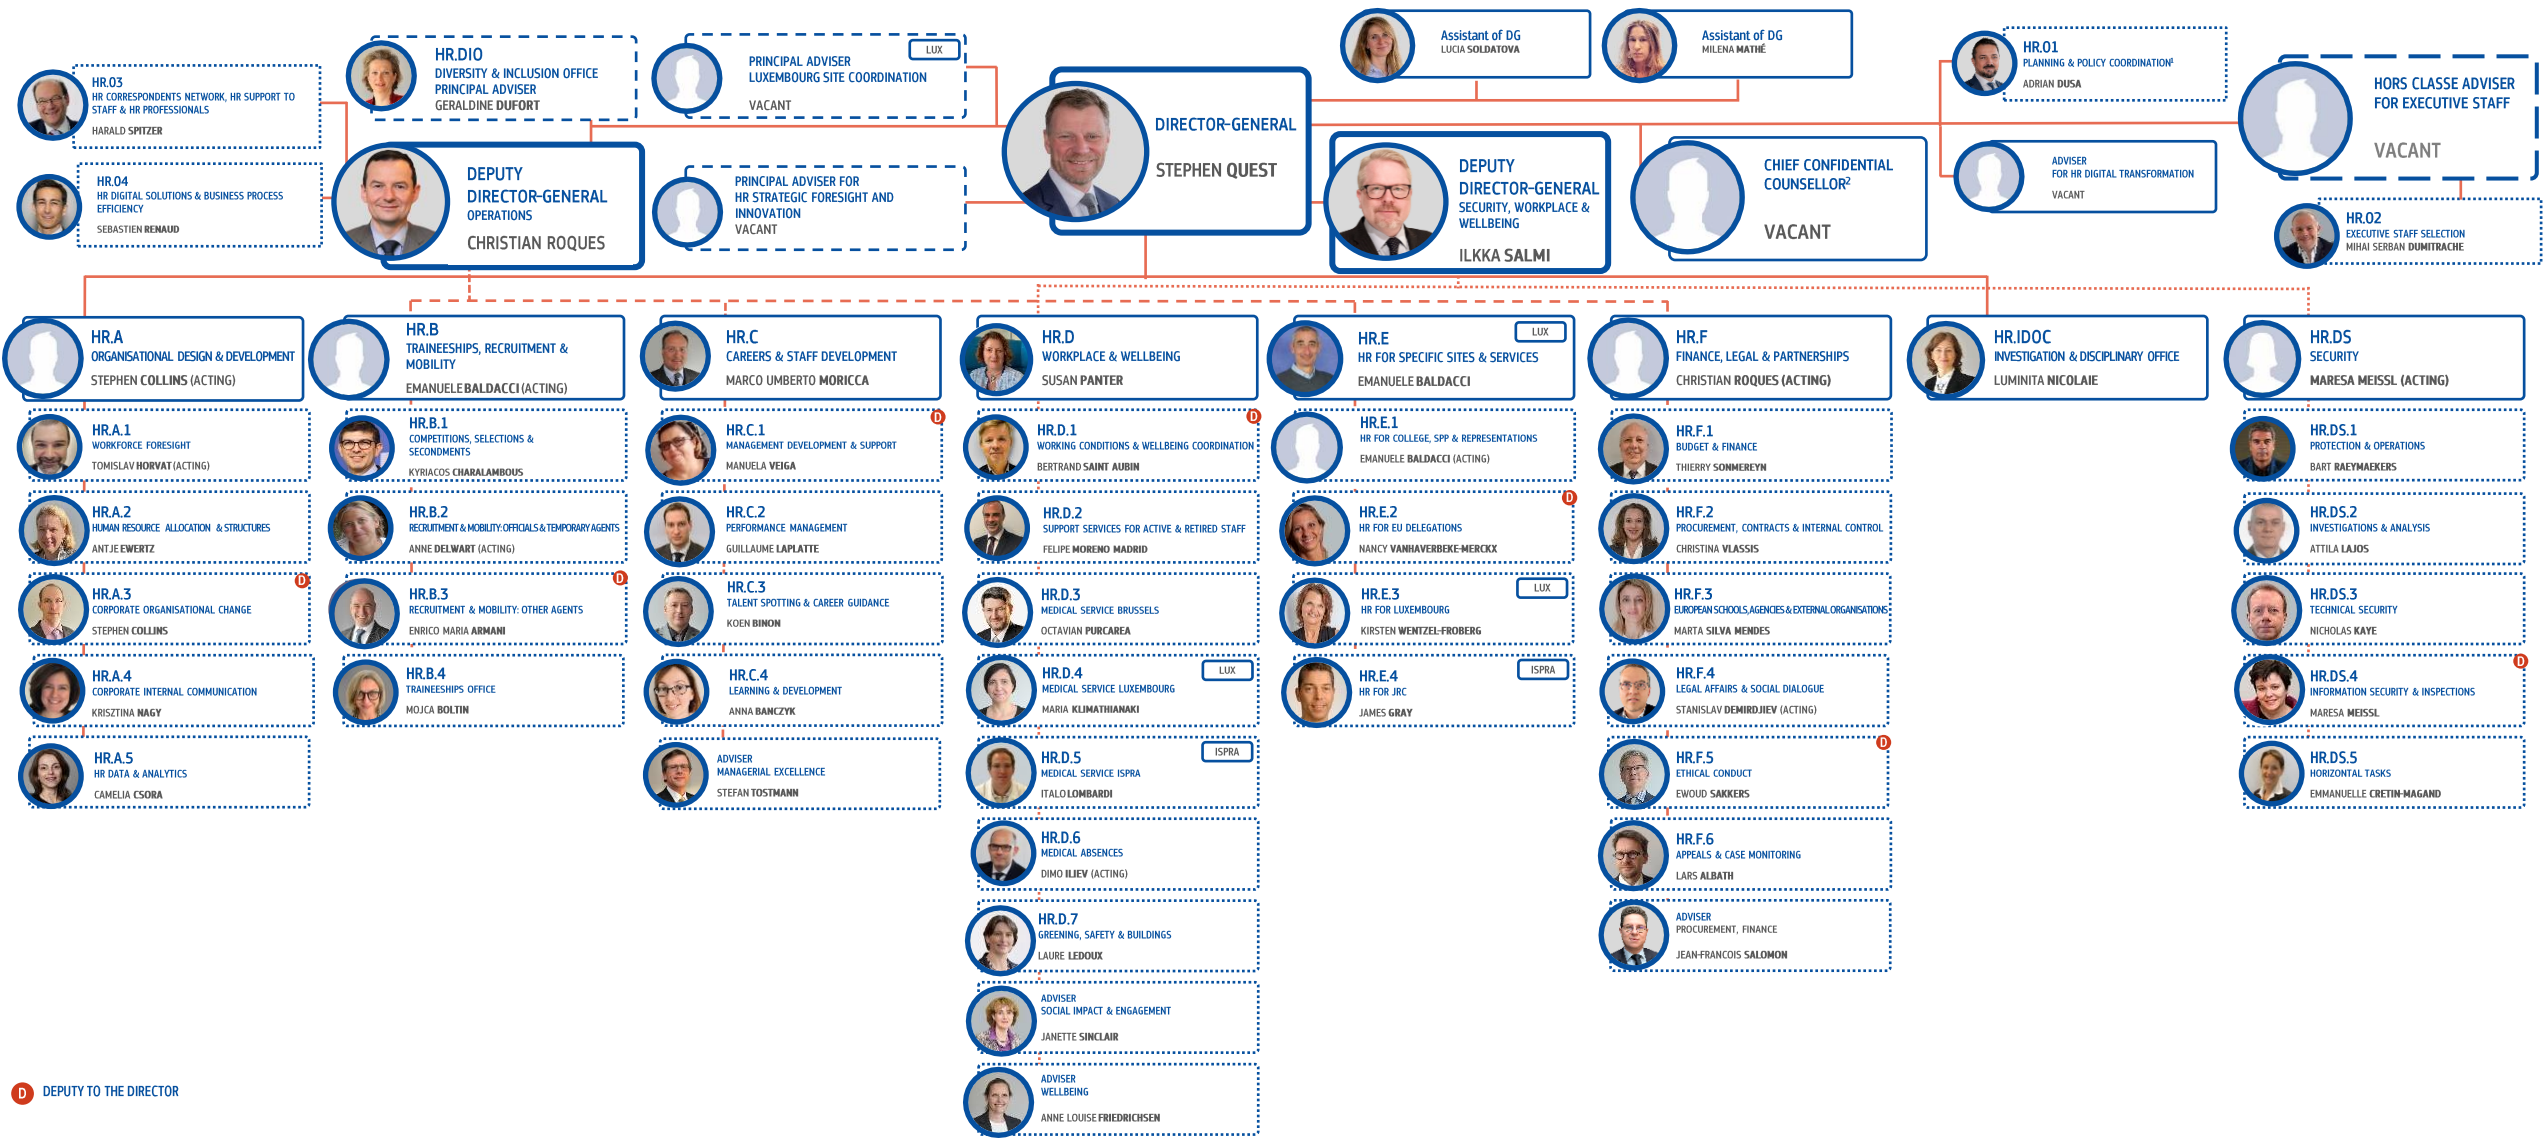 HR.03
HR CORRESPONDENTS NETWORK, HR SUPPORT TO
STAFF & HR PROFESSIONALS
HARALD SPITZER
HR.04
HR DIGITAL SOLUTIONS & BUSINESS PROCESS
EFFICIENCY
SEBASTIEN RENAUD
HR.DIO
DIVERSITY & INCLUSION OFFICE
PRINCIPAL ADVISER
GERALDINE DUFORT
DEPUTY
DIRECTOR-GENERAL
OPERATIONS
CHRISTIAN ROQUES
LUX
PRINCIPAL ADVISER
LUXEMBOURG SITE COORDINATION
VACANT
PRINCIPAL ADVISER FOR
HR STRATEGIC FORESIGHT AND
INNOVATION
VACANT
DIRECTOR-GENERAL
STEPHEN QUEST
Assistant of DG
LUCIA SOLDATOVA
Assistant of DG
MILENA MATHÉ
DEPUTY
DIRECTOR-GENERAL
SECURITY, WORKPLACE &
WELLBEING
ILKKA SALMI
CHIEF CONFIDENTIAL
COUNSELLOR²
VACANT
HR.01
PLANNING & POLICY COORDINATION¹
ADRIAN DUSA
ADVISER
FOR HR DIGITAL TRANSFORMATION
VACANT
HORS CLASSE ADVISER
FOR EXECUTIVE STAFF
VACANT
HR.02
EXECUTIVE STAFF SELECTION
MIHAI SERBAN DUMITRACHE
HR.A
ORGANISATIONAL DESIGN & DEVELOPMENT
STEPHEN COLLINS (ACTING)
HR.A.1
WORKFORCE FORESIGHT
TOMISLAV HORVAT (ACTING)
HR.A.2
HUMAN RESOURCE ALLOCATION & STRUCTURES
ANTJE EWERTZ
D
HR.A.3
CORPORATE ORGANISATIONAL CHANGE
STEPHEN COLLINS
HR.A.4
CORPORATE INTERNAL COMMUNICATION
KRISZTINA NAGY
HR.A.5
HR DATA & ANALYTICS
CAMELIA CSORA
HR.B
TRAINEESHIPS, RECRUITMENT &
MOBILITY
EMANUELE BALDACCI (ACTING)
HR.B.1
COMPETITIONS, SELECTIONS &
SECONDMENTS
KYRIACOS CHARALAMBOUS
HR.B.2
RECRUITMENT & MOBILITY: OFFICIALS & TEMPORARY AGENTS
ANNE DELWART (ACTING)
D
HR.B.3
RECRUITMENT & MOBILITY: OTHER AGENTS
ENRICO MARIA ARMANI
HR.B.4
TRAINEESHIPS OFFICE
MOJCA BOLTIN
HR.C
CAREERS & STAFF DEVELOPMENT
MARCO UMBERTO MORICCA
D
HR.C.1
MANAGEMENT DEVELOPMENT & SUPPORT
MANUELA VEIGA
HR.C.2
PERFORMANCE MANAGEMENT
GUILLAUME LAPLATTE
HR.C.3
TALENT SPOTTING & CAREER GUIDANCE
KOEN BINON
HR.C.4
LEARNING & DEVELOPMENT
ANNA BANCZYK
ADVISER
MANAGERIAL EXCELLENCE
STEFAN TOSTMANN
HR.D
WORKPLACE & WELLBEING
SUSAN PANTER
D
HR.D.1
WORKING CONDITIONS & WELLBEING COORDINATION
BERTRAND SAINT AUBIN
HR.D.2
SUPPORT SERVICES FOR ACTIVE & RETIRED STAFF
FELIPE MORENO MADRID
HR.D.3
MEDICAL SERVICE BRUSSELS
OCTAVIAN PURCAREA
HR.D.4
LUX
MEDICAL SERVICE LUXEMBOURG
MARIA KLIMATHIANAKI
HR.D.5
ISPRA
MEDICAL SERVICE ISPRA
ITALO LOMBARDI
HR.D.6
MEDICAL ABSENCES
DIMO ILIEV (ACTING)
HR.D.7
GREENING, SAFETY & BUILDINGS
LAURE LEDOUX
ADVISER
SOCIAL IMPACT & ENGAGEMENT
JANETTE SINCLAIR
ADVISER
WELLBEING
ANNE LOUISE FRIEDRICHSEN
HR.E
LUX
HR FOR SPECIFIC SITES & SERVICES
EMANUELE BALDACCI
HR.E.1
HR FOR COLLEGE, SPP & REPRESENTATIONS
EMANUELE BALDACCI (ACTING)
D
HR.E.2
HR FOR EU DELEGATIONS
NANCY VANHAVERBEKE-MERCKX
HR.E.3
LUX
HR FOR LUXEMBOURG
KIRSTEN WENTZEL-FROBERG
HR.E.4
ISPRA
HR FOR JRC
JAMES GRAY
HR.F
FINANCE, LEGAL & PARTNERSHIPS
CHRISTIAN ROQUES (ACTING)
HR.F.1
BUDGET & FINANCE
THIERRY SONMEREYN
HR.F.2
PROCUREMENT, CONTRACTS & INTERNAL CONTROL
CHRISTINA VLASSIS
HR.F.3
EUROPEAN SCHOOLS, AGENCIES & EXTERNAL ORGANISATIONS
MARTA SILVA MENDES
HR.F.4
LEGAL AFFAIRS & SOCIAL DIALOGUE
STANISLAV DEMIRDJIEV (ACTING)
D
HR.F.5
ETHICAL CONDUCT
EWOUD SAKKERS
HR.F.6
APPEALS & CASE MONITORING
LARS ALBATH
ADVISER
PROCUREMENT, FINANCE
JEAN-FRANCOIS SALOMON
HR.IDOC
INVESTIGATION & DISCIPLINARY OFFICE
LUMINITA NICOLAIE
HR.DS
SECURITY
MARESA MEISSL (ACTING)
HR.DS.1
PROTECTION & OPERATIONS
BART RAEYMAEKERS
HR.DS.2
INVESTIGATIONS & ANALYSIS
ATTILA LAJOS
HR.DS.3
TECHNICAL SECURITY
NICHOLAS KAYE
D
HR.DS.4
INFORMATION SECURITY & INSPECTIONS
MARESA MEISSL
HR.DS.5
HORIZONTAL TASKS
EMMANUELLE CRETIN-MAGAND
D DEPUTY TO THE DIRECTOR